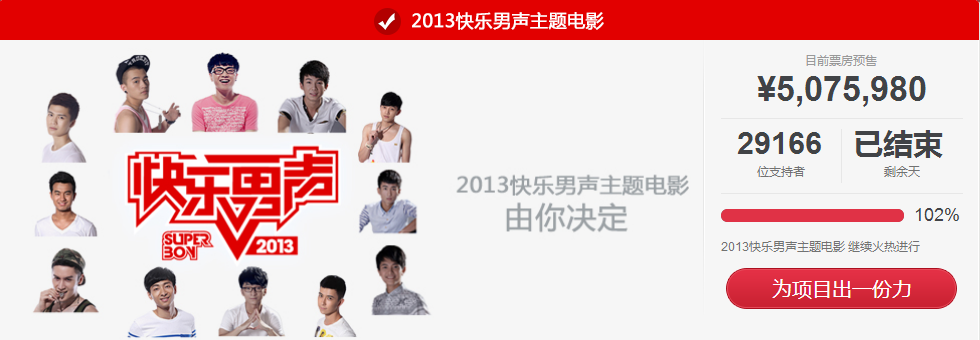 2013快乐男声主题电影
快乐男声
SUPER
BOY
2013
2013快乐男声主题电影
由你决定
目前票房预售
¥5,075,980
29166
位支持者
已结束
剩余天
102%
2013快乐男声主题电影 继续火热进行
为项目出一份力